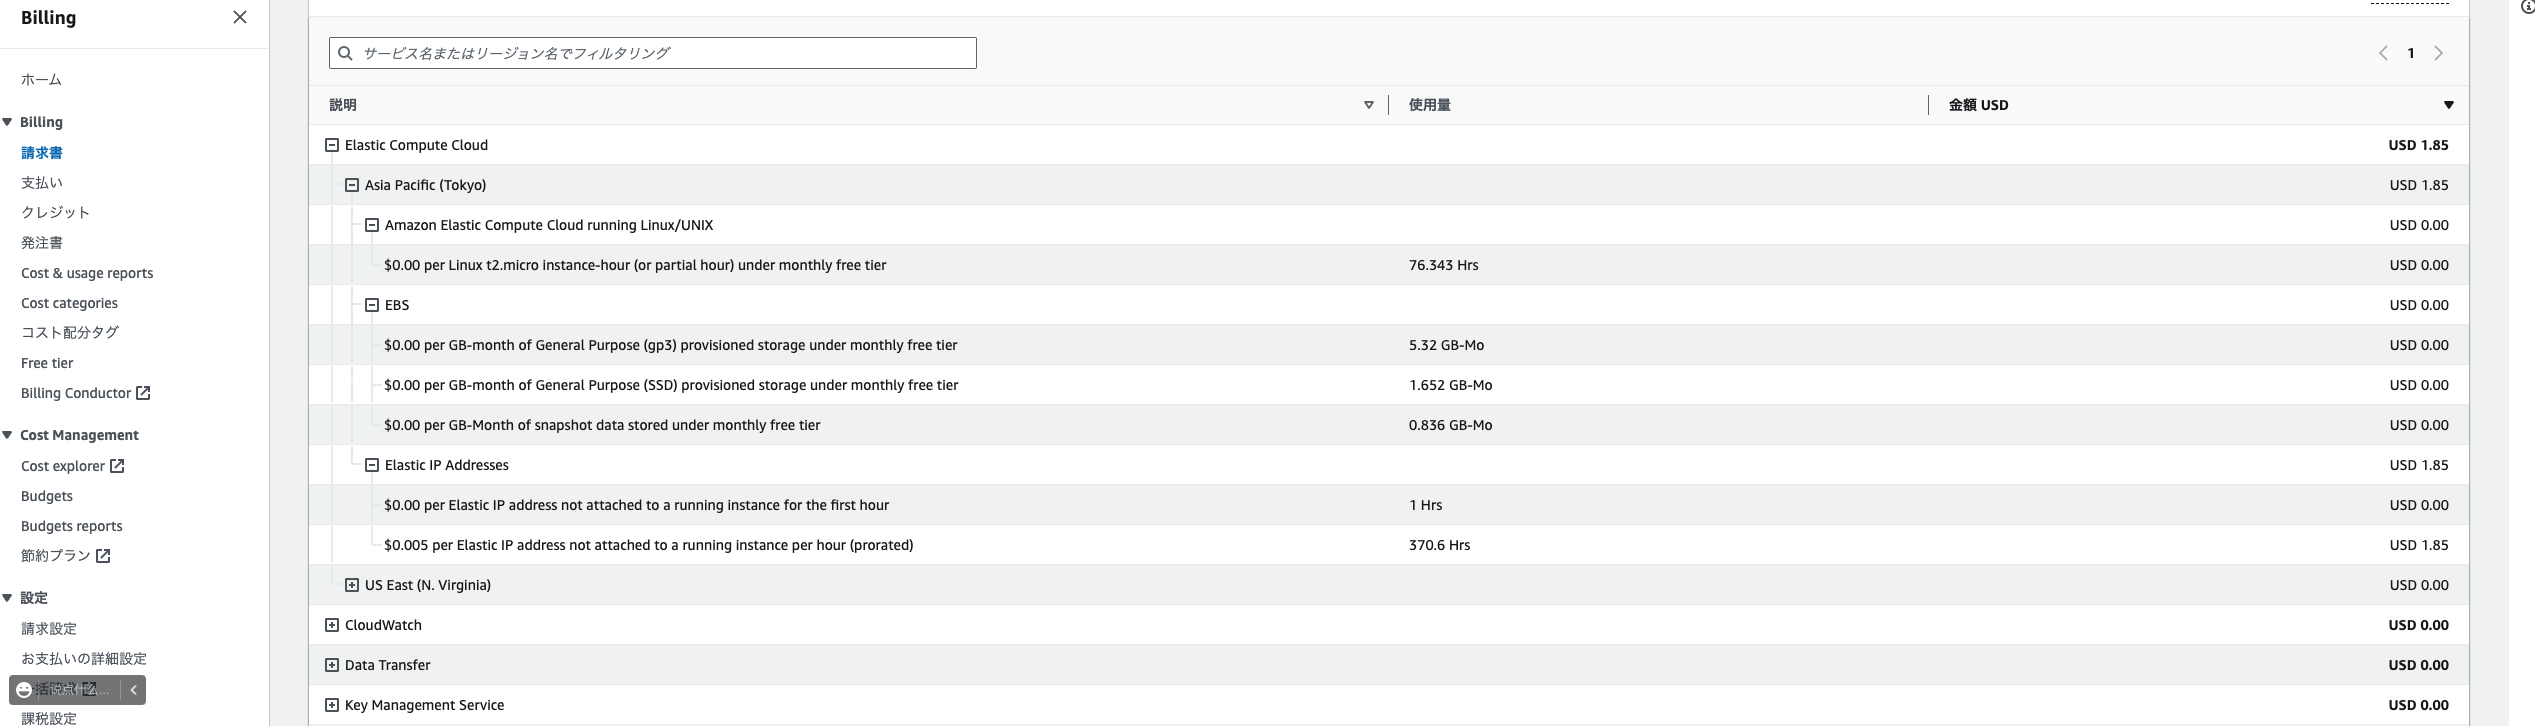 Billing
ホーム
Billing
請求書
支払い
クレジット
発注書
Cost & usage reports
Cost categories
コスト配分タグ
Free tier
Billing Conductor
Cost Management
Cost explorer
Budgets
Budgets reports
節約プラン
設定
請求設定
お支払いの詳細設定
说点什么...
課税設定
サービス名またはリージョン名でフィルタリング
1
説明 使用量 金額 USD
Elastic Compute Cloud USD 1.85
Asia Pacific (Tokyo) USD 1.85
Amazon Elastic Compute Cloud running Linux/UNIX USD 0.00
$0.00 per Linux t2.micro instance-hour (or partial hour) under monthly free tier 76.343 Hrs USD 0.00
EBS USD 0.00
$0.00 per GB-month of General Purpose (gp3) provisioned storage under monthly free tier 5.32 GB-Mo USD 0.00
$0.00 per GB-month of General Purpose (SSD) provisioned storage under monthly free tier 1.652 GB-Mo USD 0.00
$0.00 per GB-Month of snapshot data stored under monthly free tier 0.836 GB-Mo USD 0.00
Elastic IP Addresses USD 1.85
$0.00 per Elastic IP address not attached to a running instance for the first hour 1 Hrs USD 0.00
$0.005 per Elastic IP address not attached to a running instance per hour (prorated) 370.6 Hrs USD 1.85
US East (N. Virginia) USD 0.00
CloudWatch USD 0.00
Data Transfer USD 0.00
Key Management Service USD 0.00